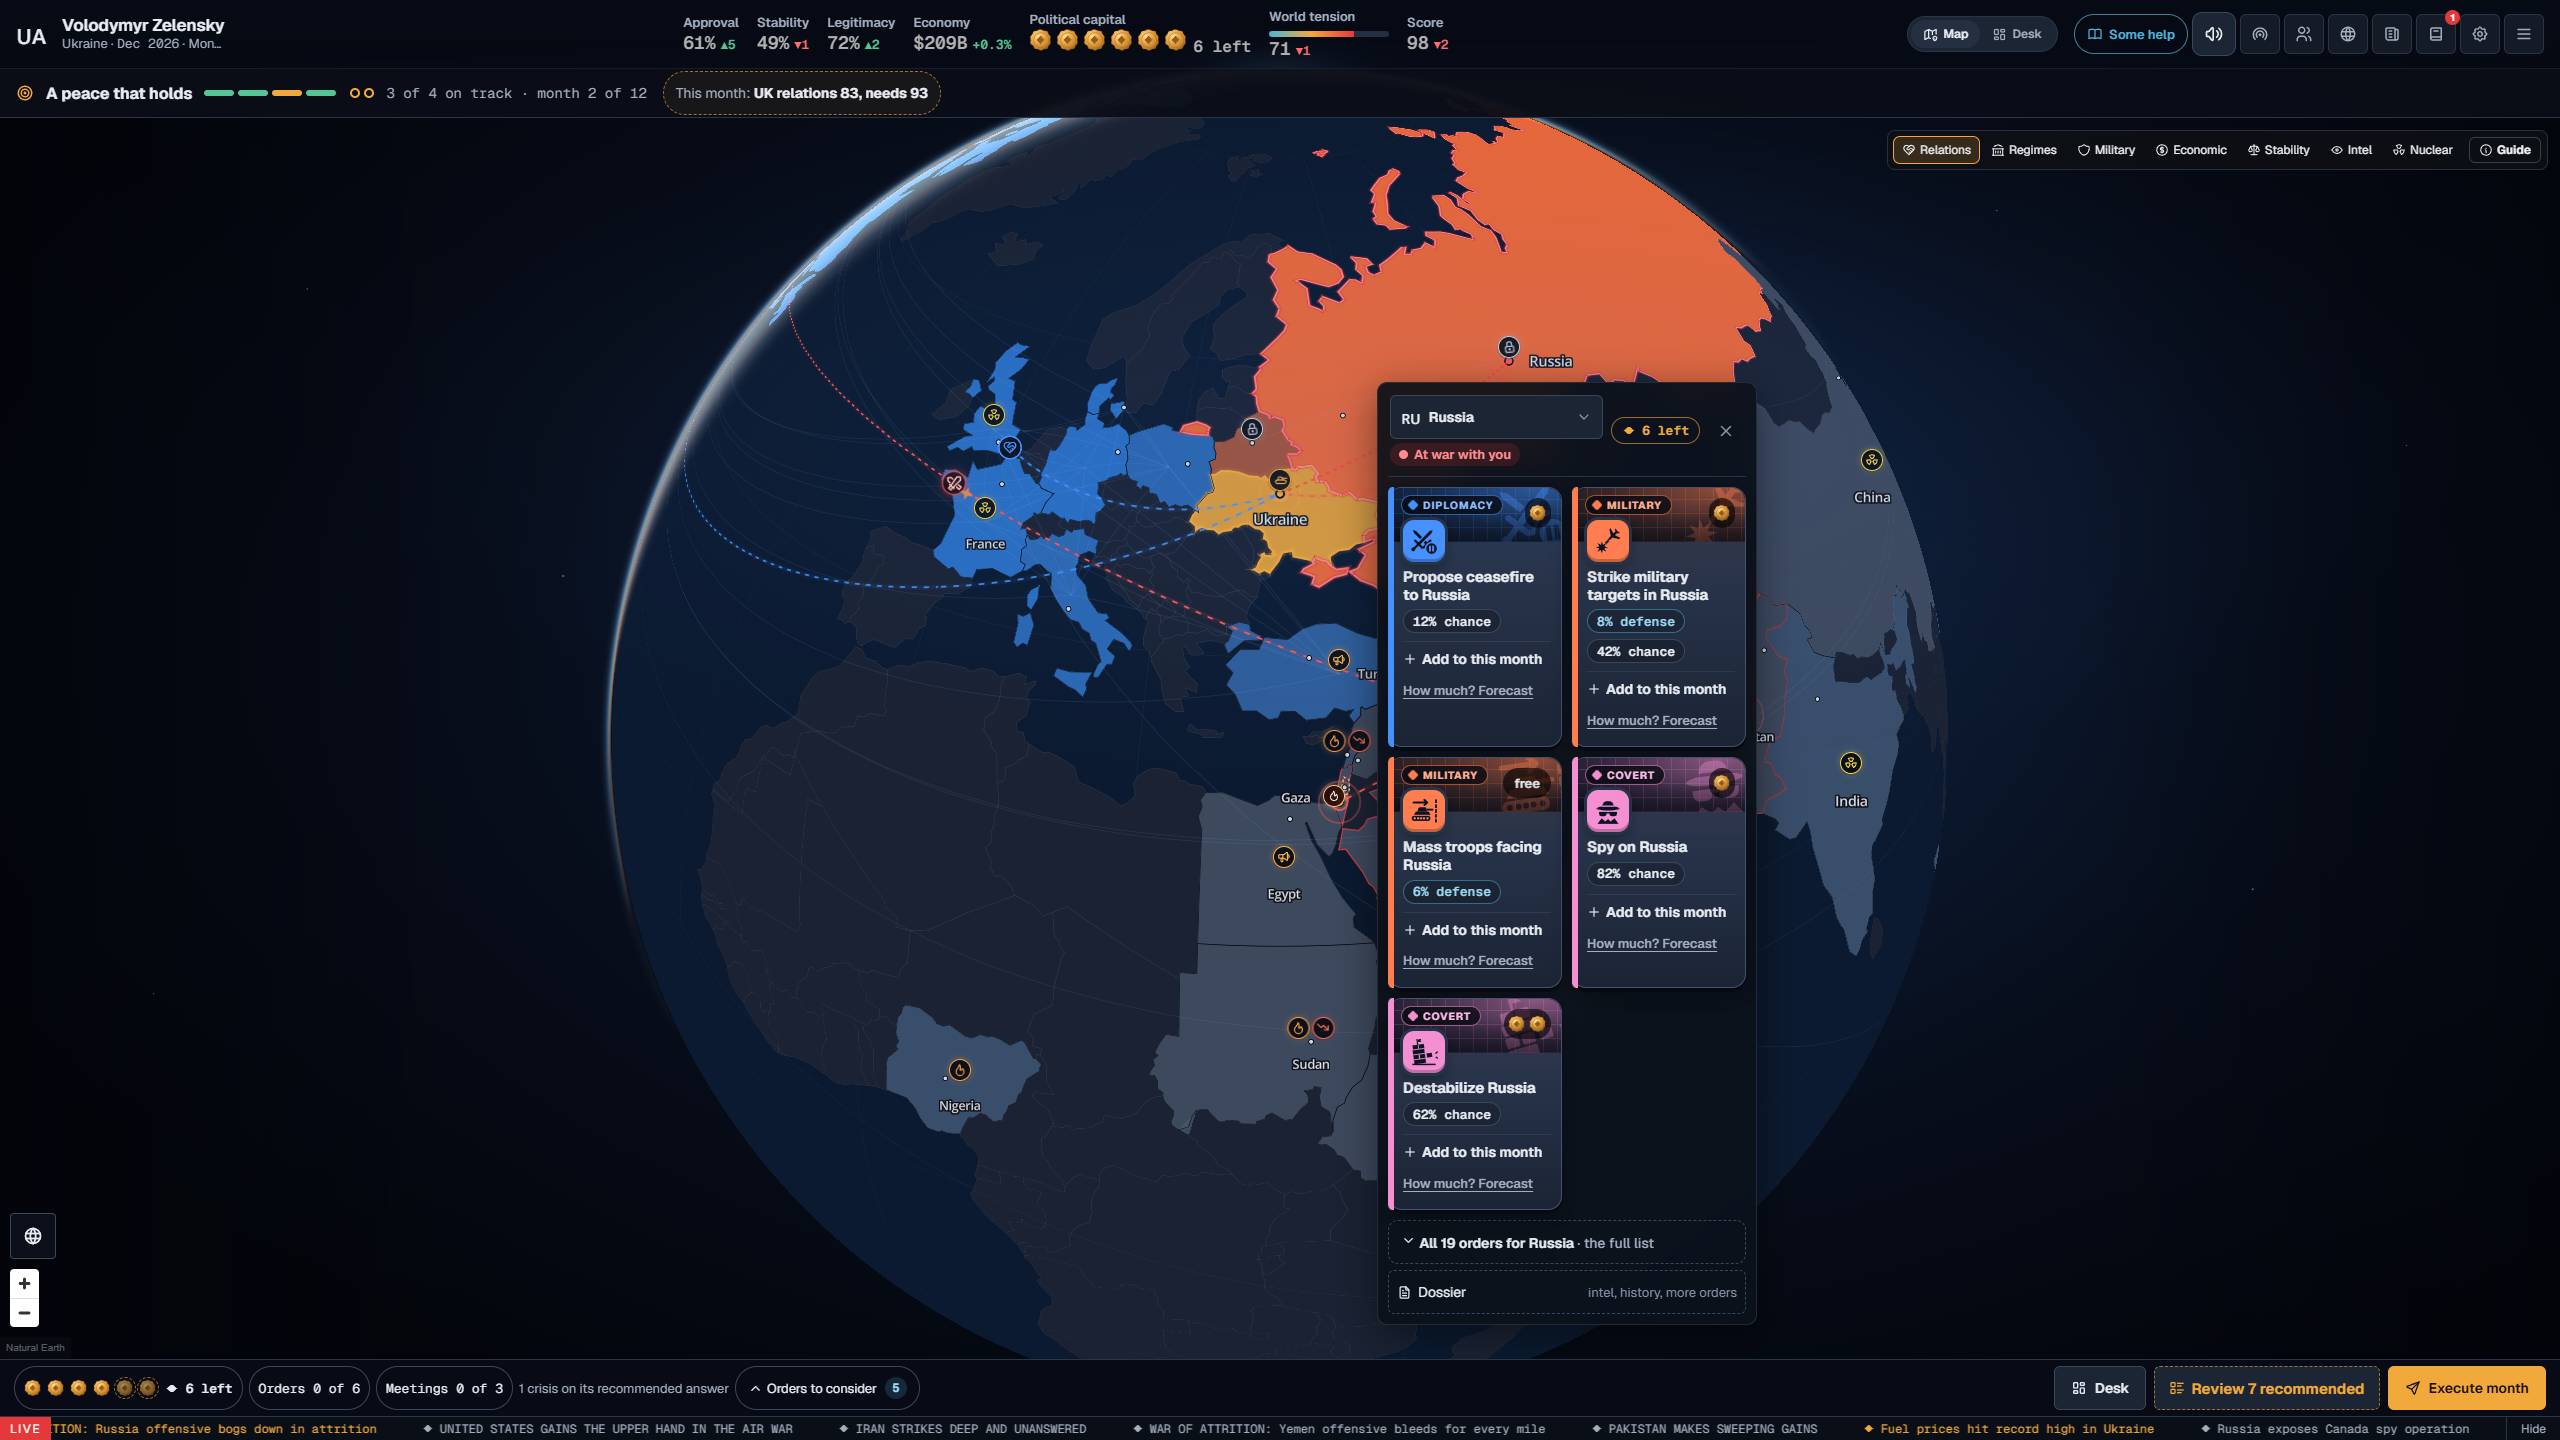 UA
Volodymyr Zelensky
Ukraine · Dec 2026 · Mon...
Approval
61% ▲5
Stability
49% ▼1
Legitimacy
72% ▲2
Economy
$209B +0.3%
Political capital
6 left
World tension
71 ▼1
Score
98 ▼2
Map
Desk
Some help
1
A peace that holds
3 of 4 on track · month 2 of 12
This month: UK relations 83, needs 93
Relations
Regimes
Military
Economic
Stability
Intel
Nuclear
Guide
Russia
China
Ukraine
France
Tur
tan
Gaza
India
Egypt
Sudan
Nigeria
RU Russia
6 left
At war with you
DIPLOMACY
Propose ceasefire
to Russia
12% chance
+ Add to this month
How much? Forecast
MILITARY
Strike military
targets in Russia
8% defense
42% chance
+ Add to this month
How much? Forecast
MILITARY
free
Mass troops facing
Russia
6% defense
+ Add to this month
How much? Forecast
COVERT
Spy on Russia
82% chance
+ Add to this month
How much? Forecast
COVERT
Destabilize Russia
62% chance
+ Add to this month
How much? Forecast
All 19 orders for Russia · the full list
Dossier
intel, history, more orders
+
−
Natural Earth
6 left
Orders 0 of 6
Meetings 0 of 3
1 crisis on its recommended answer
Orders to consider 5
Desk
Review 7 recommended
Execute month
LIVE
TION: Russia offensive bogs down in attrition
◆ UNITED STATES GAINS THE UPPER HAND IN THE AIR WAR
◆ IRAN STRIKES DEEP AND UNANSWERED
◆ WAR OF ATTRITION: Yemen offensive bleeds for every mile
◆ PAKISTAN MAKES SWEEPING GAINS
◆ Fuel prices hit record high in Ukraine
◆ Russia exposes Canada spy operation
Hide